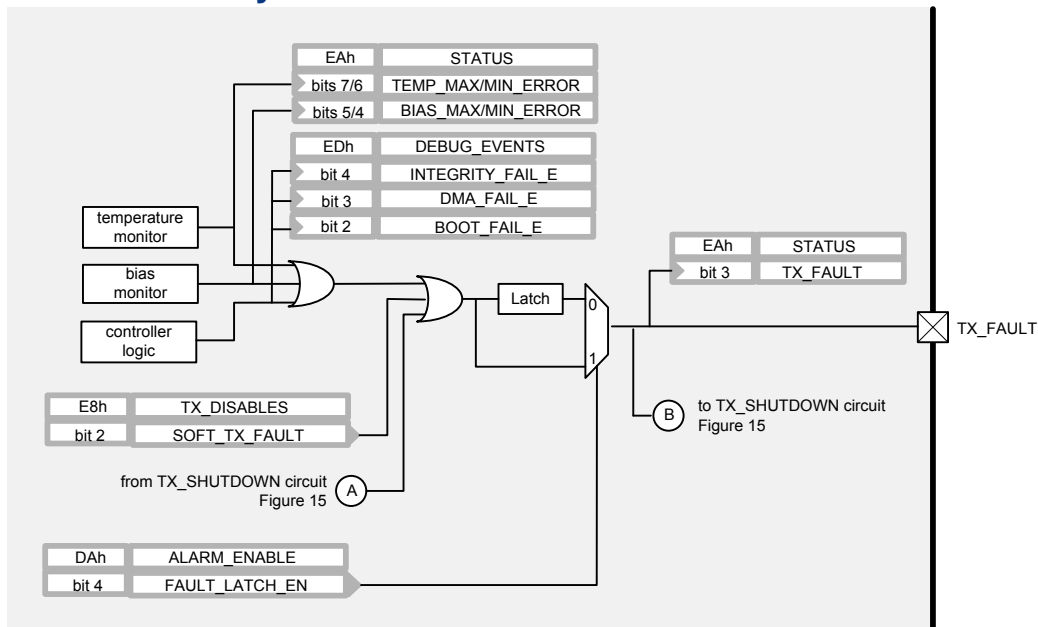 EAh STATUS
bits 7/6 TEMP_MAX/MIN_ERROR
bits 5/4 BIAS_MAX/MIN_ERROR
EDh DEBUG_EVENTS
bit 4 INTEGRITY_FAIL_E
bit 3 DMA_FAIL_E
bit 2 BOOT_FAIL_E
temperature
monitor
bias
monitor
controller
logic
EAh STATUS
bit 3 TX_FAULT
Latch
0
1
TX_FAULT
E8h TX_DISABLES
bit 2 SOFT_TX_FAULT
B
to TX_SHUTDOWN circuit
Figure 15
from TX_SHUTDOWN circuit
Figure 15
A
DAh ALARM_ENABLE
bit 4 FAULT_LATCH_EN